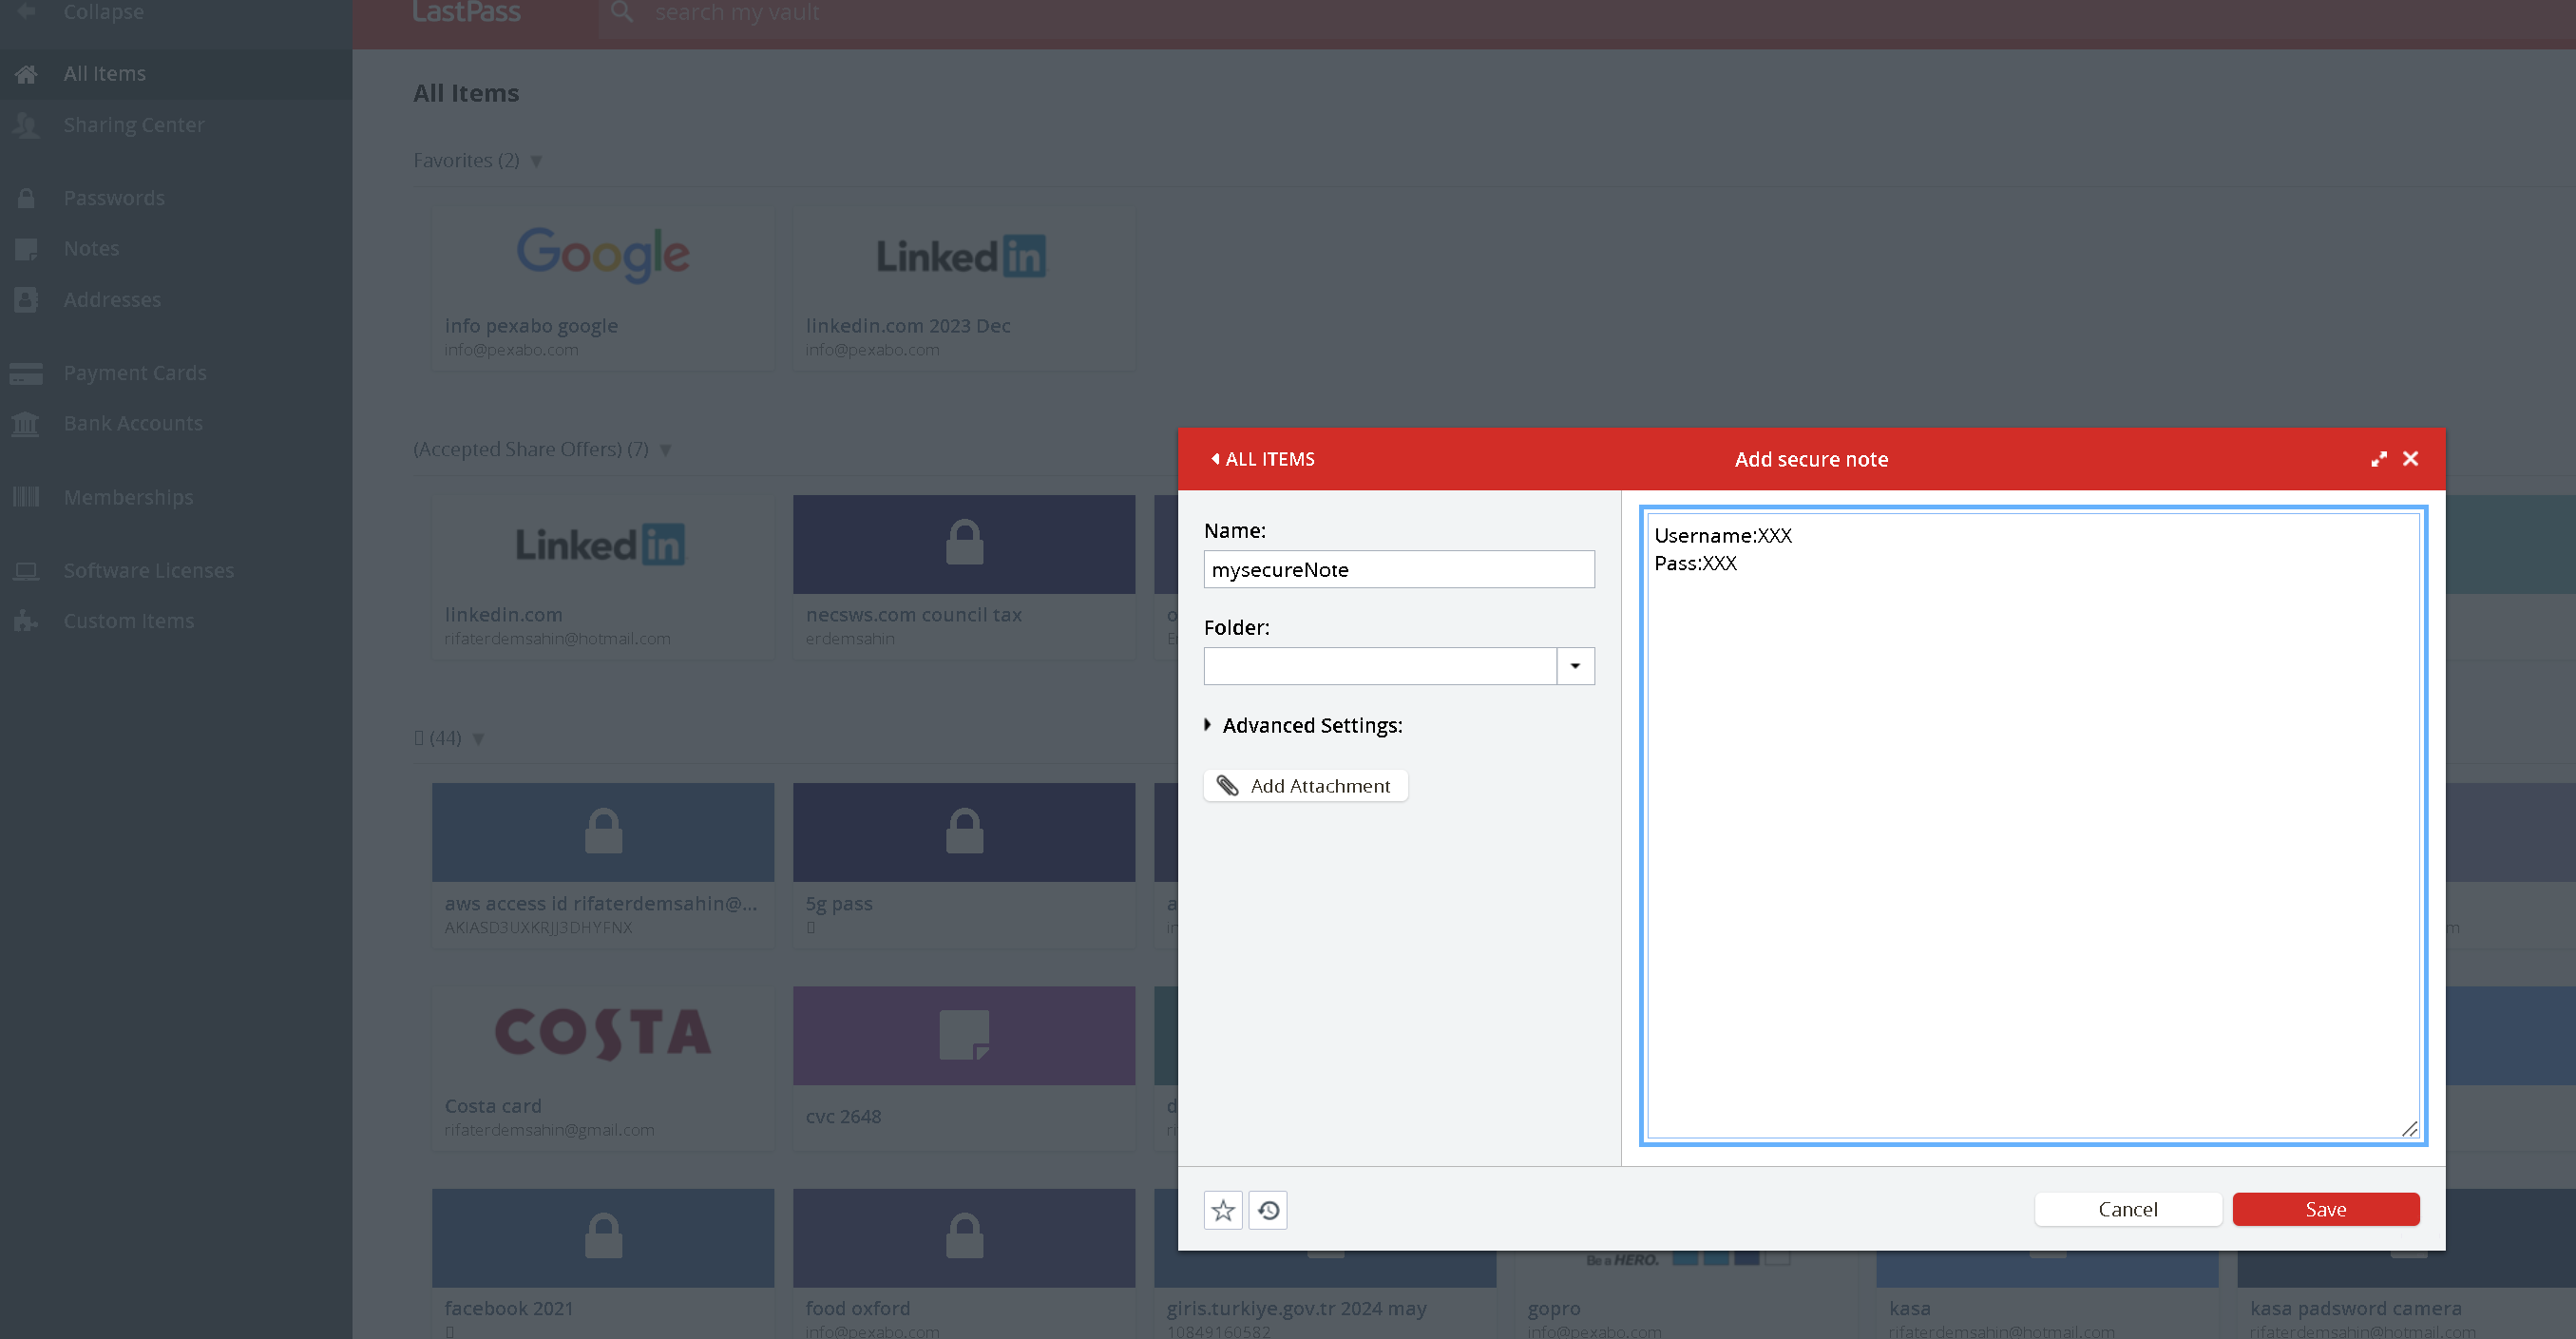 Collapse
LastPass
search my vault
All Items
Sharing Center
Passwords
Notes
Addresses
Payment Cards
Bank Accounts
Memberships
Software Licenses
Custom Items
All Items
Favorites (2)
Google
Linked in
info pexabo google
linkedin.com 2023 Dec
info@pexabo.com
info@pexabo.com
(Accepted Share Offers) (7)
Linked in
linkedin.com
necsws.com council tax
rifaterdemsahin@hotmail.com
erdemsahin
(44)
aws access id rifaterdemsahin@...
5g pass
AKIASD3UXKRJJ3DHYFNX
COSTA
Costa card
cvc 2648
rifaterdemsahin@gmail.com
facebook 2021
food oxford
giris.turkiye.gov.tr 2024 may
gopro
kasa
kasa padsword camera
info@pexabo.com
10849160582
info@pexabo.com
rifaterdemsahin@hotmail.com
rifaterdemsahin@hotmail.com
Be a HERO.
ALL ITEMS
Add secure note
Name:
mysecureNote
Folder:
Advanced Settings:
Add Attachment
Username:XXX
Pass:XXX
Cancel
Save